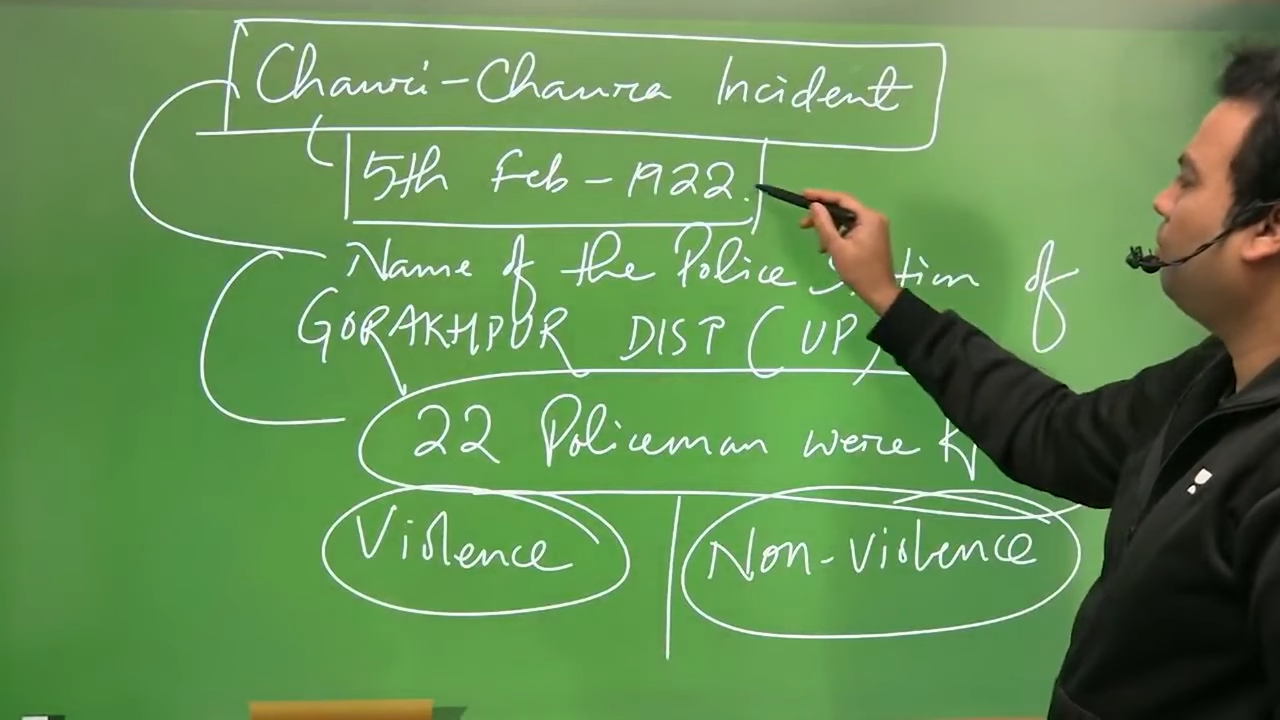 Chauri-Chaura Incident
5th Feb-1922.
Name of the Police of
GORAKHPUR DIST (UP)
22 Policeman were
Violence
Non-Violence